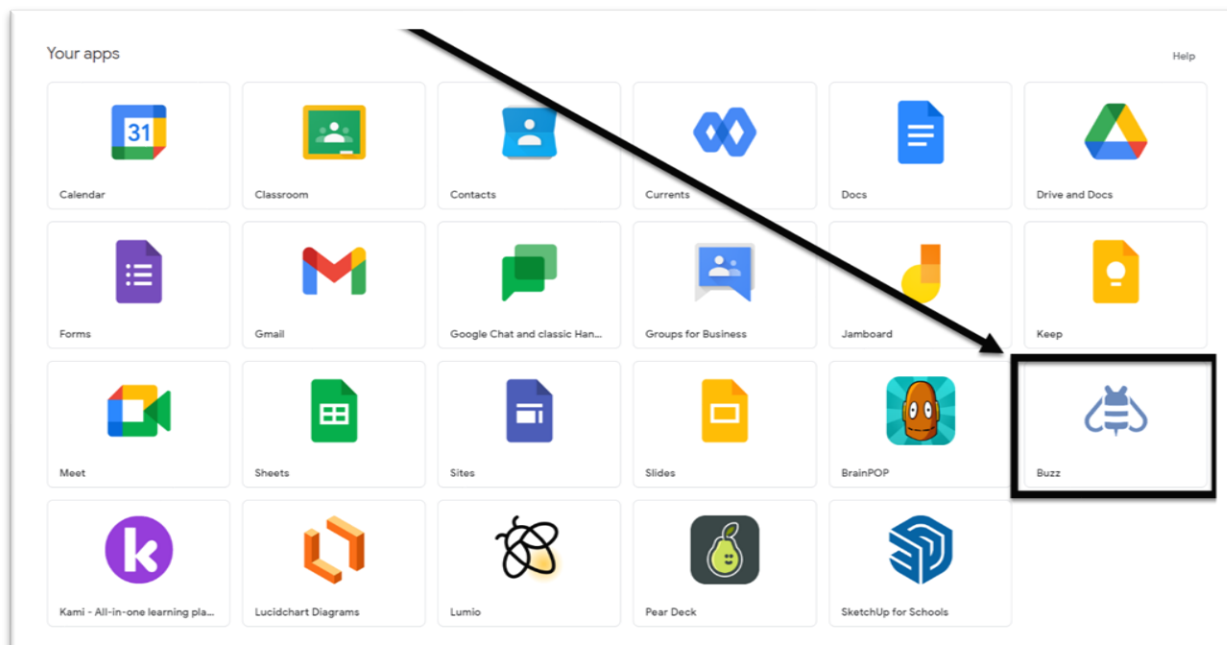 Your apps
Help
31
Calendar
Classroom
Contacts
Currents
Docs
Drive and Docs
Forms
Gmail
Google Chat and classic Han...
Groups for Business
Jamboard
Keep
Meet
Sheets
Sites
Slides
BrainPOP
Buzz
k
Kami - All-in-one learning pla...
Lucidchart Diagrams
Lumio
Pear Deck
SketchUp for Schools